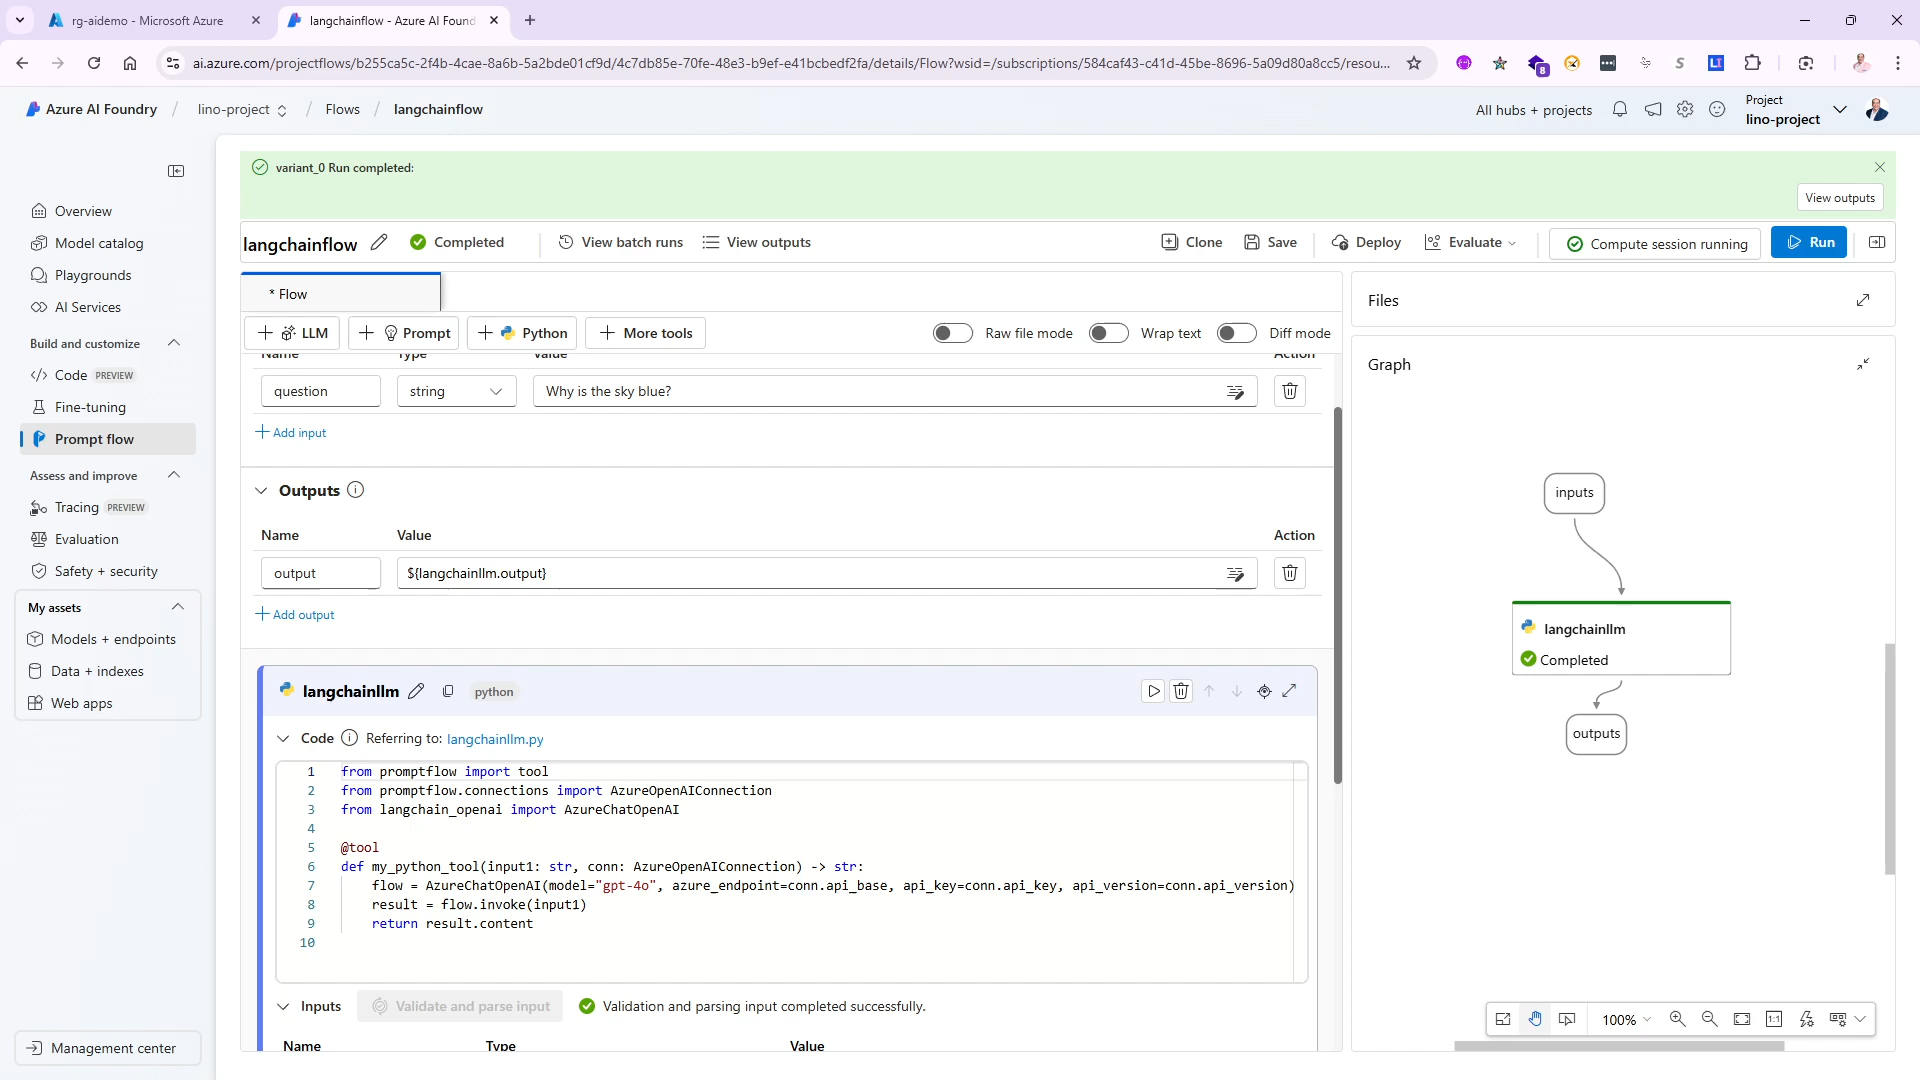 rg-aidemo - Microsoft Azure
langchainflow - Azure AI Found
ai.azure.com/projectflows/b255ca5c-2f4b-4cae-8a6b-5a2bde01cf9d/4c7db85e-70fe-48e3-b9ef-e41bcbedf2fa/details/Flow?wsid=/subscriptions/584caf43-c41d-45be-8696-5a09d80a8cc5/resou...
8
LI
Azure AI Foundry / lino-project / Flows / langchainflow
All hubs + projects
Project
lino-project
Overview
Model catalog
Playgrounds
AI Services
Build and customize
Code PREVIEW
Fine-tuning
Prompt flow
Assess and improve
Tracing PREVIEW
Evaluation
Safety + security
My assets
Models + endpoints
Data + indexes
Web apps
Management center
variant_0 Run completed:
View outputs
langchainflow
Completed
View batch runs
View outputs
Clone
Save
Deploy
Evaluate
Compute session running
Run
* Flow
LLM
Prompt
Python
More tools
Raw file mode
Wrap text
Diff mode
Name Type Value Action
question string Why is the sky blue?
Add input
Outputs
Name Value Action
output ${langchainllm.output}
Add output
langchainllm python
Code Referring to: langchainllm.py
1 from promptflow import tool
2 from promptflow.connections import AzureOpenAIConnection
3 from langchain_openai import AzureChatOpenAI
4
5 @tool
6 def my_python_tool(input1: str, conn: AzureOpenAIConnection) -> str:
7 flow = AzureChatOpenAI(model="gpt-4o", azure_endpoint=conn.api_base, api_key=conn.api_key, api_version=conn.api_version)
8 result = flow.invoke(input1)
9 return result.content
10
Inputs Validate and parse input Validation and parsing input completed successfully.
Name Type Value
Files
Graph
inputs
langchainllm
Completed
outputs
100%
1:1